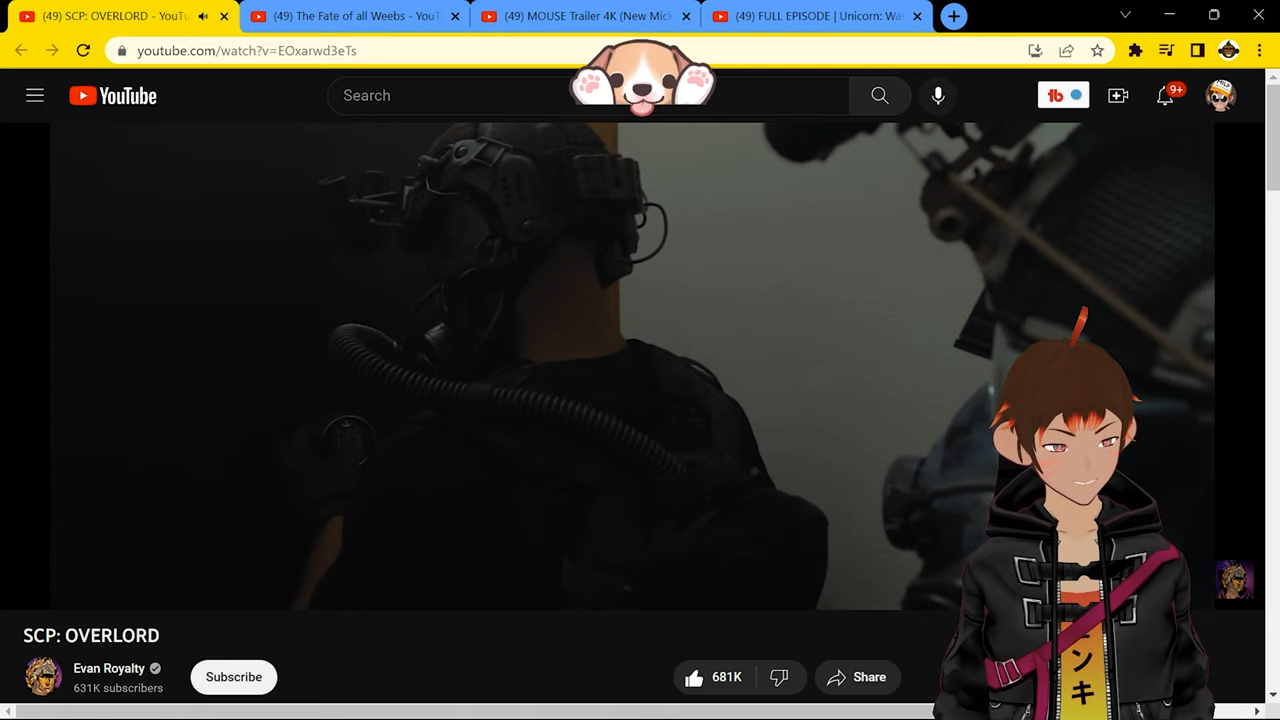 (49) SCP: OVERLORD - YouTu
(49) The Fate of all Weebs - YouT
(49) MOUSE Trailer 4K (New Mick
(49) FULL EPISODE | Unicorn: Wa
youtube.com/watch?v=EOxarwd3eTs
YouTube
Search
9+
SCP: OVERLORD
Evan Royalty
631K subscribers
Subscribe
681K
Share
ンキ